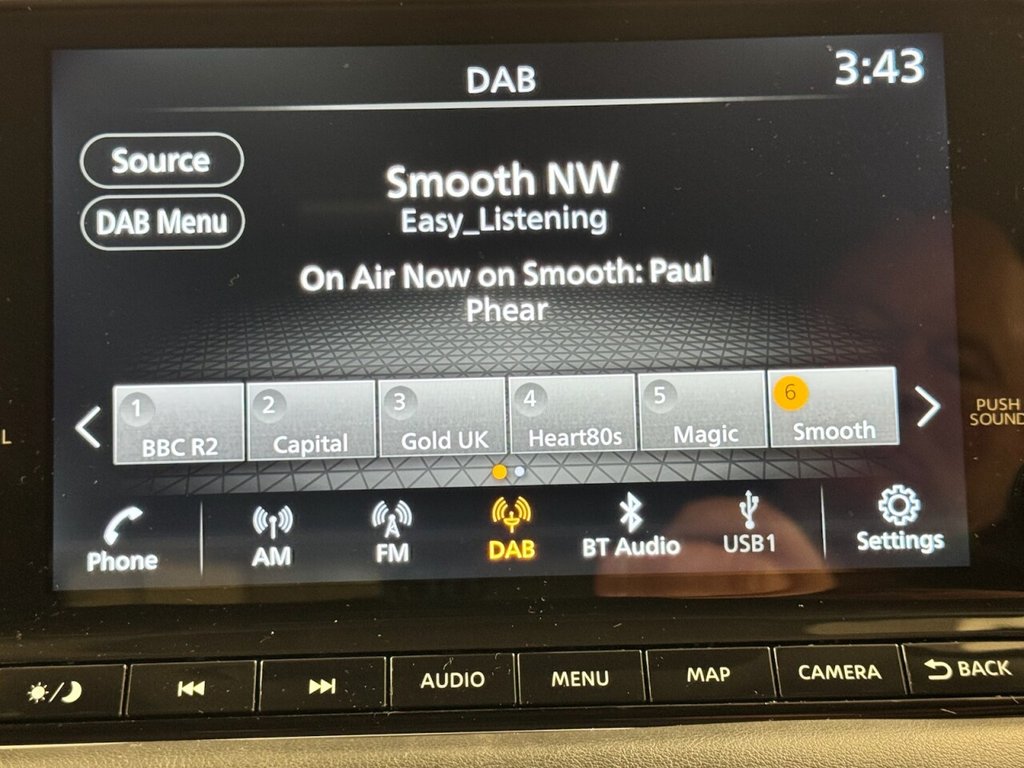 DAB
3:43
Source
DAB Menu
Smooth NW
Easy_Listening
On Air Now on Smooth: Paul
Phear
1
BBC R2
2
Capital
3
Gold UK
4
Heart80s
5
Magic
6
Smooth
L
PUSH
SOUND
Phone
AM
FM
DAB
BT Audio
USB1
Settings
AUDIO
MENU
MAP
CAMERA
BACK